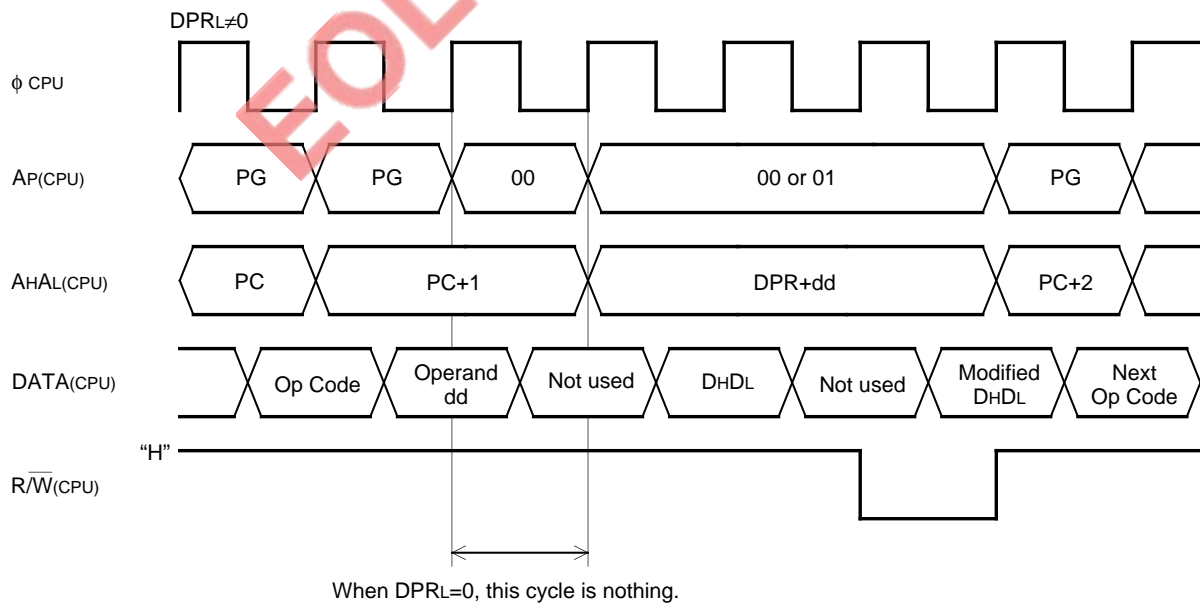 DPRL≠0
EOL
φ CPU
AP(CPU) PG PG 00 00 or 01 PG
AHAL(CPU) PC PC+1 DPR+dd PC+2
DATA(CPU) Op Code Operand dd Not used DHDL Not used Modified DHDL Next Op Code
“H”
R/W(CPU)
When DPRL=0, this cycle is nothing.